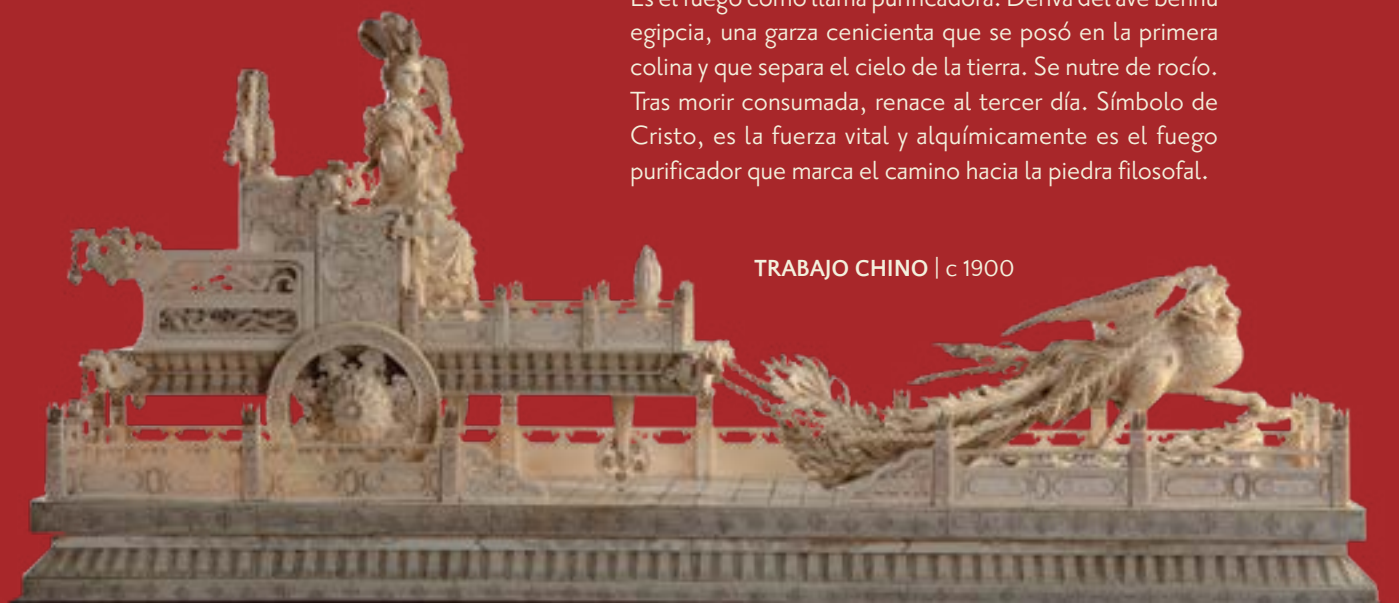 Es el fuego como llama purificadora. Deriva del ave bennu
egipcia, una garza cenicienta que se posó en la primera
colina y que separa el cielo de la tierra. Se nutre de rocío.
Tras morir consumada, renace al tercer día. Símbolo de
Cristo, es la fuerza vital y alquímicamente es el fuego
purificador que marca el camino hacia la piedra filosofal.
TRABAJO CHINO | c 1900